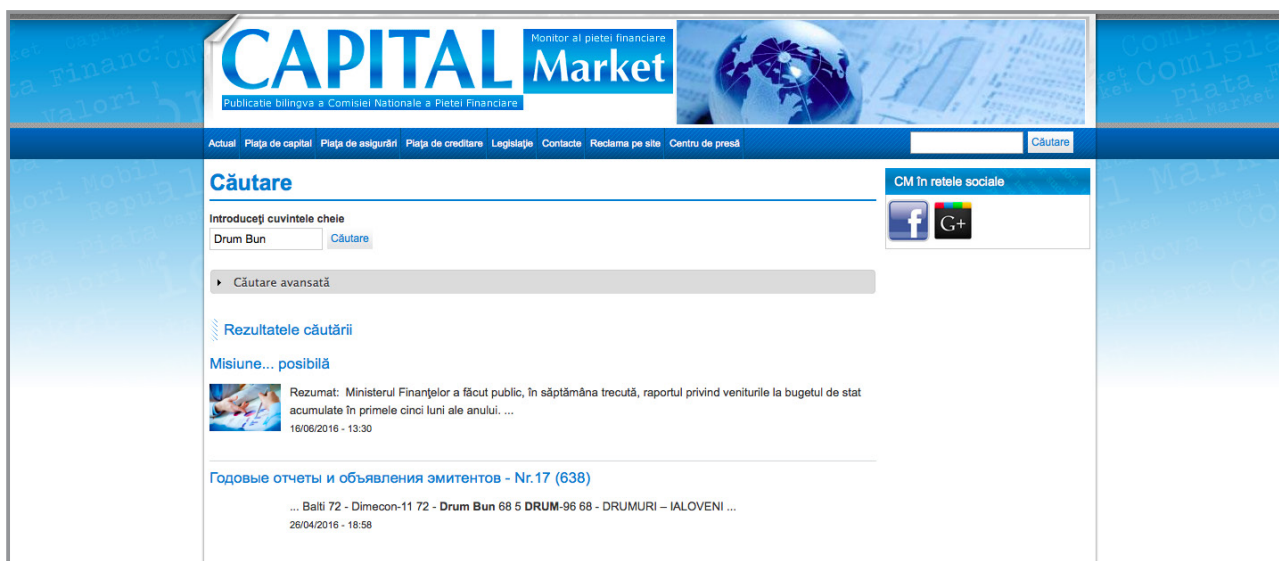 CAPITAL
Monitor al pietei financiare
Market
Publicatie bilingva a Comisiei Nationale a Pietei Financiare
Actual Piaţa de capital Piaţa de asigurări Piaţa de creditare Legislaţie Contacte Reclama pe site Centru de presă Căutare
Căutare
Introduceţi cuvintele cheie
Drum Bun Căutare
Căutare avansată
Rezultatele căutării
Misiune... posibilă
Rezumat: Ministerul Finanţelor a făcut public, în săptămâna trecută, raportul privind veniturile la bugetul de stat
acumulate în primele cinci luni ale anului. ...
16/06/2016 - 13:30
Годовые отчеты и объявления эмитентов - Nr.17 (638)
... Balti 72 - Dimecon-11 72 - Drum Bun 68 5 DRUM-96 68 - DRUMURI – IALOVENI ...
26/04/2016 - 18:58
CM în retele sociale
f G+